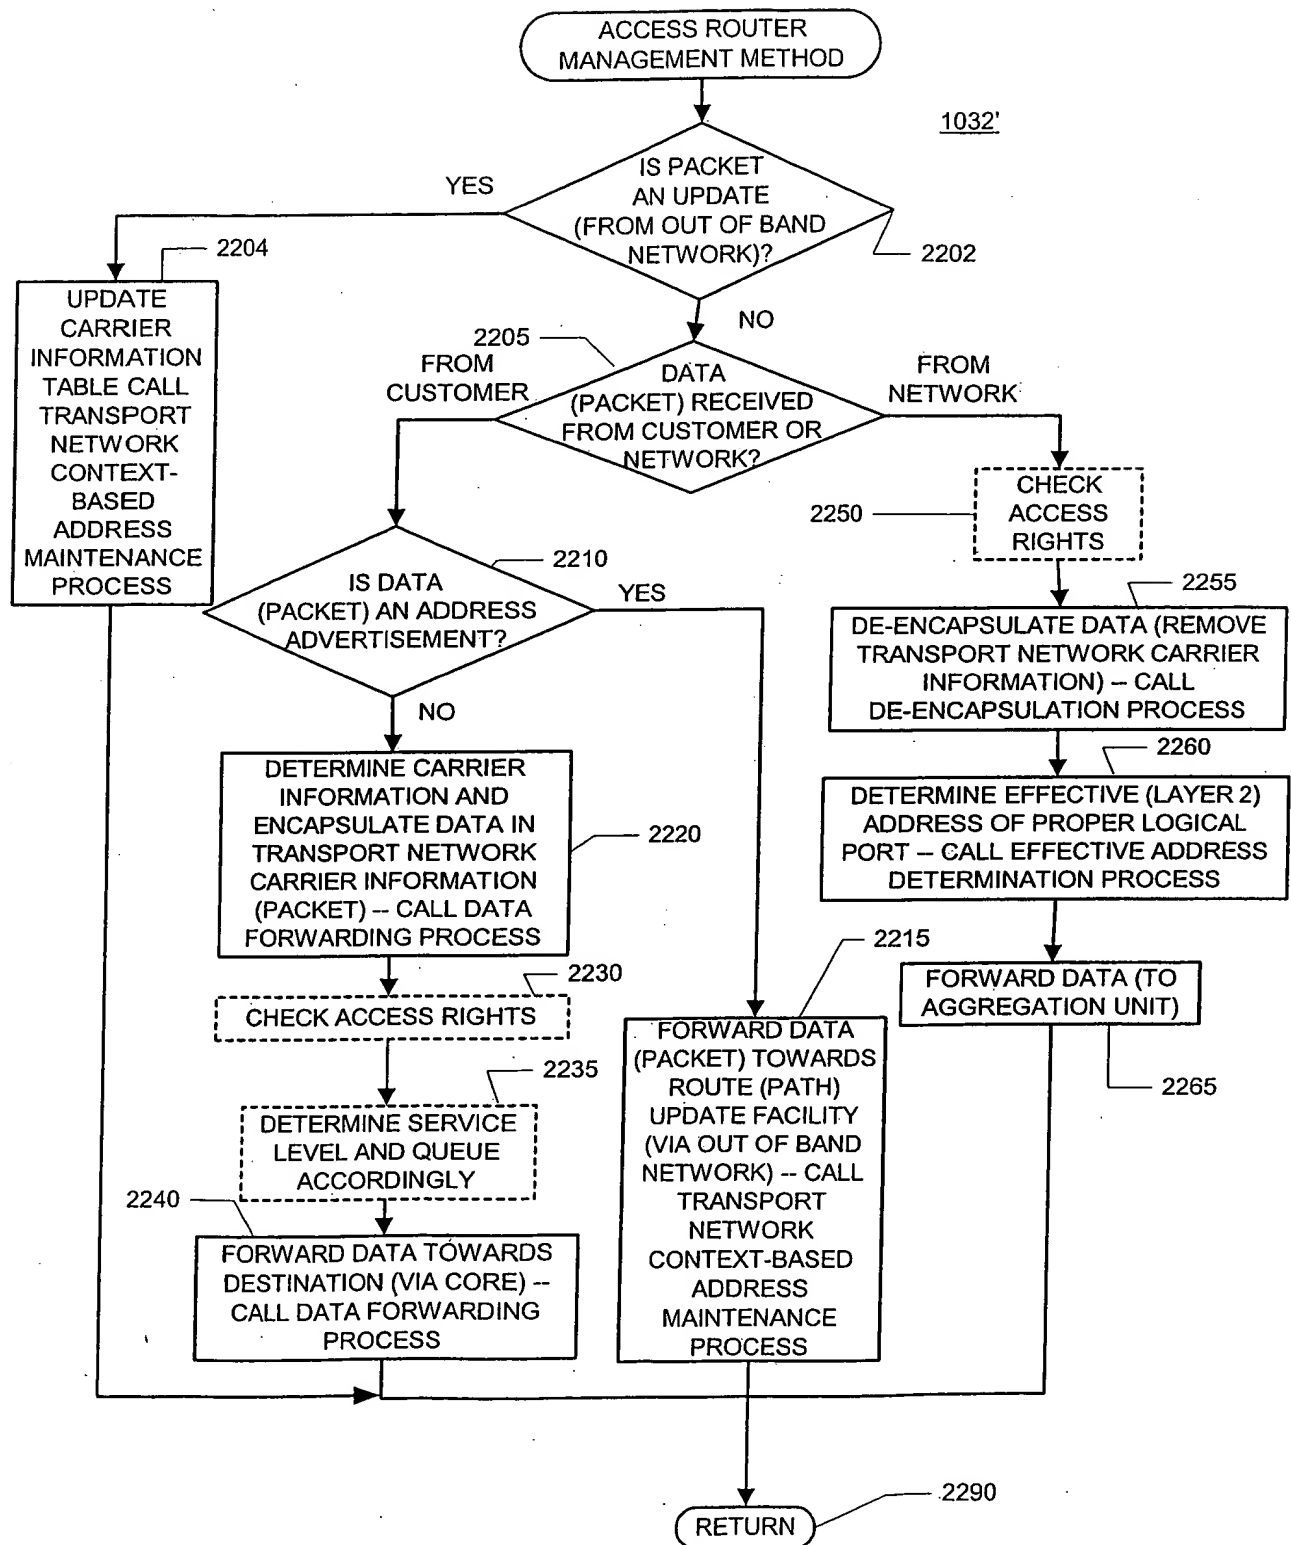 ACCESS ROUTER
MANAGEMENT METHOD
1032'
IS PACKET
AN UPDATE
(FROM OUT OF BAND
NETWORK)?
YES
2202
2204
UPDATE
CARRIER
INFORMATION
TABLE CALL
TRANSPORT
NETWORK
CONTEXT-
BASED
ADDRESS
MAINTENANCE
PROCESS
NO
2205
FROM
CUSTOMER
DATA
(PACKET) RECEIVED
FROM CUSTOMER OR
NETWORK?
FROM
NETWORK
CHECK
ACCESS
RIGHTS
2250
2210
IS DATA
(PACKET) AN ADDRESS
ADVERTISEMENT?
YES
2255
DE-ENCAPSULATE DATA (REMOVE
TRANSPORT NETWORK CARRIER
INFORMATION) -- CALL
DE-ENCAPSULATION PROCESS
NO
2260
DETERMINE CARRIER
INFORMATION AND
ENCAPSULATE DATA IN
TRANSPORT NETWORK
CARRIER INFORMATION
(PACKET) -- CALL DATA
FORWARDING PROCESS
2220
DETERMINE EFFECTIVE (LAYER 2)
ADDRESS OF PROPER LOGICAL
PORT -- CALL EFFECTIVE ADDRESS
DETERMINATION PROCESS
2215
2230
CHECK ACCESS RIGHTS
FORWARD DATA (TO
AGGREGATION UNIT)
2265
FORWARD DATA
(PACKET) TOWARDS
ROUTE (PATH)
UPDATE FACILITY
(VIA OUT OF BAND
NETWORK) -- CALL
TRANSPORT
NETWORK
CONTEXT-BASED
ADDRESS
MAINTENANCE
PROCESS
2235
DETERMINE SERVICE
LEVEL AND QUEUE
ACCORDINGLY
2240
FORWARD DATA TOWARDS
DESTINATION (VIA CORE) --
CALL DATA FORWARDING
PROCESS
2290
RETURN